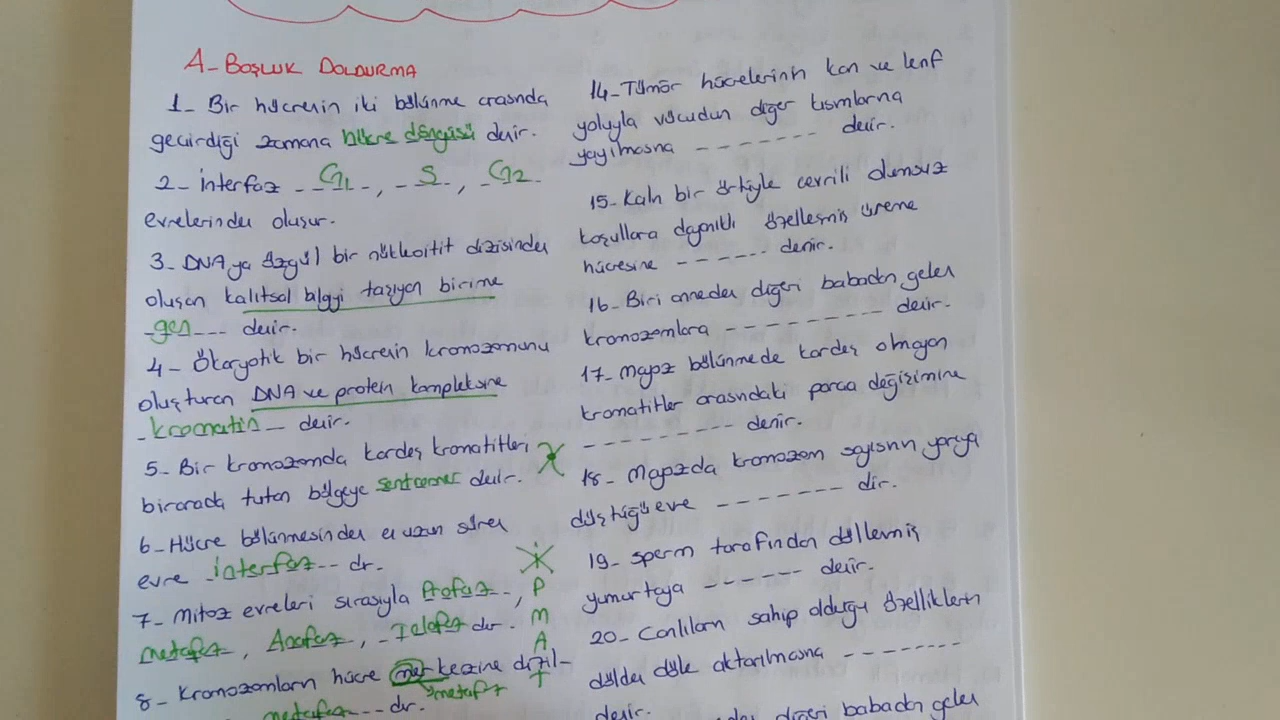 A- BOŞLUK DOLDURMA
1- Bir hücrenin iki bölünme arasında
geçirdiği zamana hücre döngüsü denir.
2- İnterfaz G1, S, G2
evrelerinden oluşur.
3- DNA ya özgül bir nükleotit dizisinden
oluşan kalıtsal bilgiyi taşıyan birime
gen denir.
4- Ökaryotik bir hücrenin kromozomunu
oluşturan DNA ve protein kompleksine
kromatin denir.
5- Bir kromozomda kardeş kromatitleri
birarada tutan bölgeye sentromer denir.
6- Hücre bölünmesinden en uzun süren
evre interfaz dır.
7- Mitoz evreleri sırasıyla Profaz,
metafaz, Anafaz, Telofaz dır.
İ
P
M
A
T
8- Kromozomların hücre merkezine dizil-
metafaz
metafaz dır.
14- Tümör hücrelerinin kan ve lenf
yoluyla vücudun diğer kısımlarına
yayılmasına ------- denir.
15- Kalın bir örtüyle çevrili olumsuz
koşullara dayanıklı özelleşmiş üreme
hücresine ------ denir.
16- Biri anneden diğeri babadan gelen
kromozomlara --------- denir.
17- Mayoz bölünmede kardeş olmayan
kromatitler arasındaki parça değişimine
---------- denir.
18- Mayozda kromozom sayısının yarıya
düştüğü evre -------- dir.
19- Sperm tarafından döllenmiş
yumurtaya ------ denir.
20- Canlıların sahip olduğu özelliklerin
dölden döle aktarılmasına --------
denir.
diğeri babadan gelen